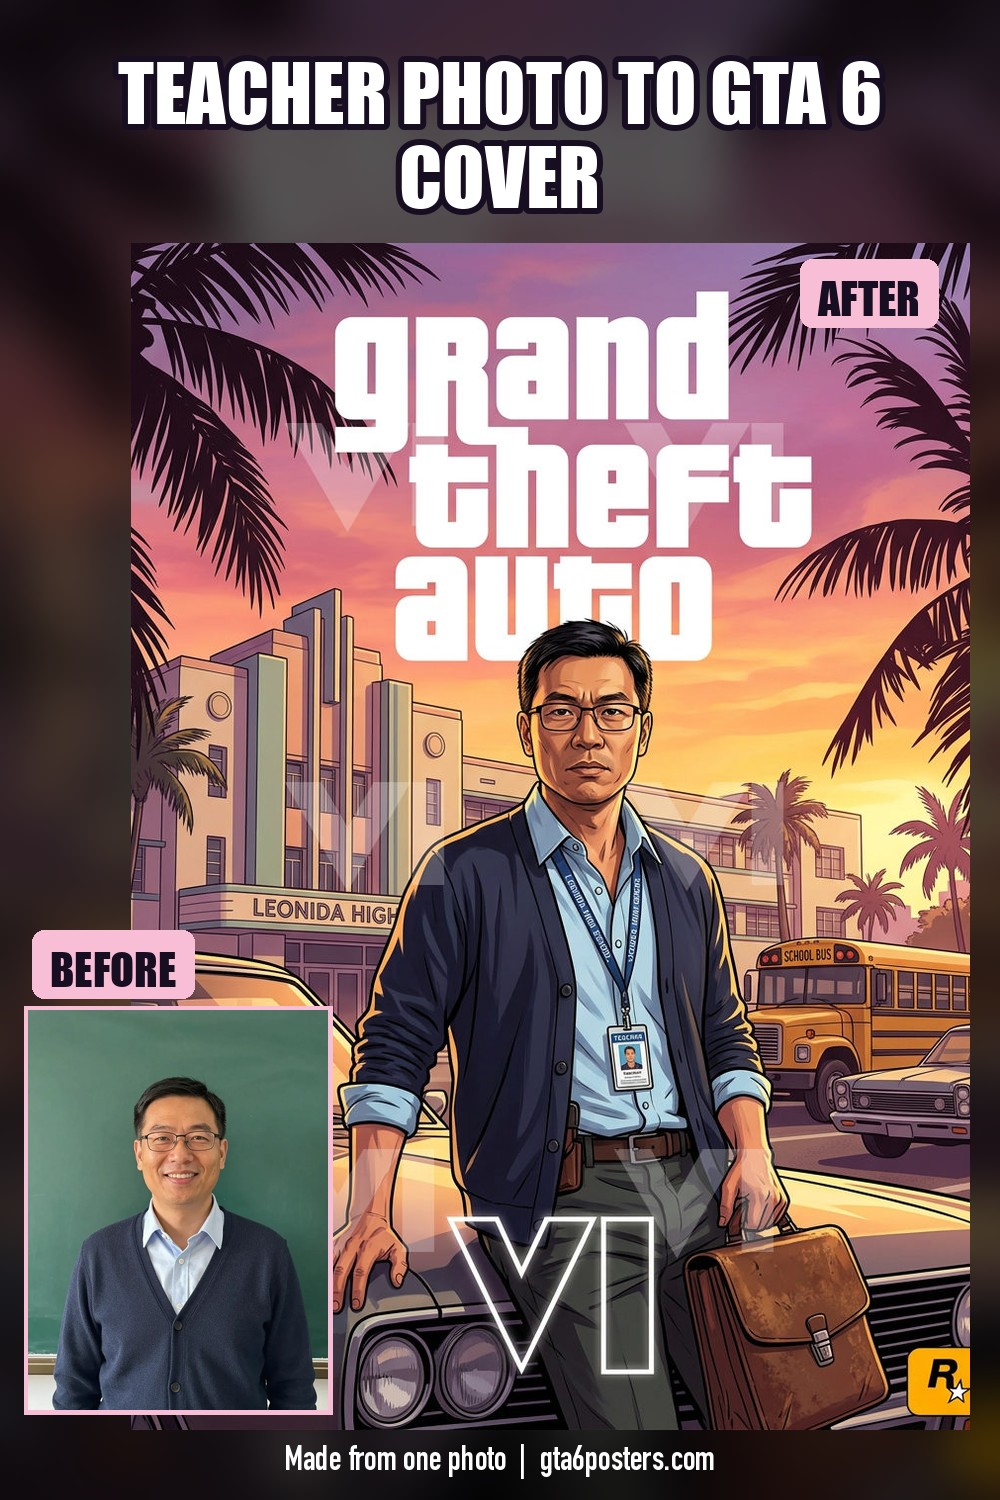 TEACHER PHOTO TO GTA 6
COVER
AFTER
grand
theft
auto
LEONIDA HIGH
SCHOOL BUS
BEFORE
VI
R
Made from one photo | gta6posters.com